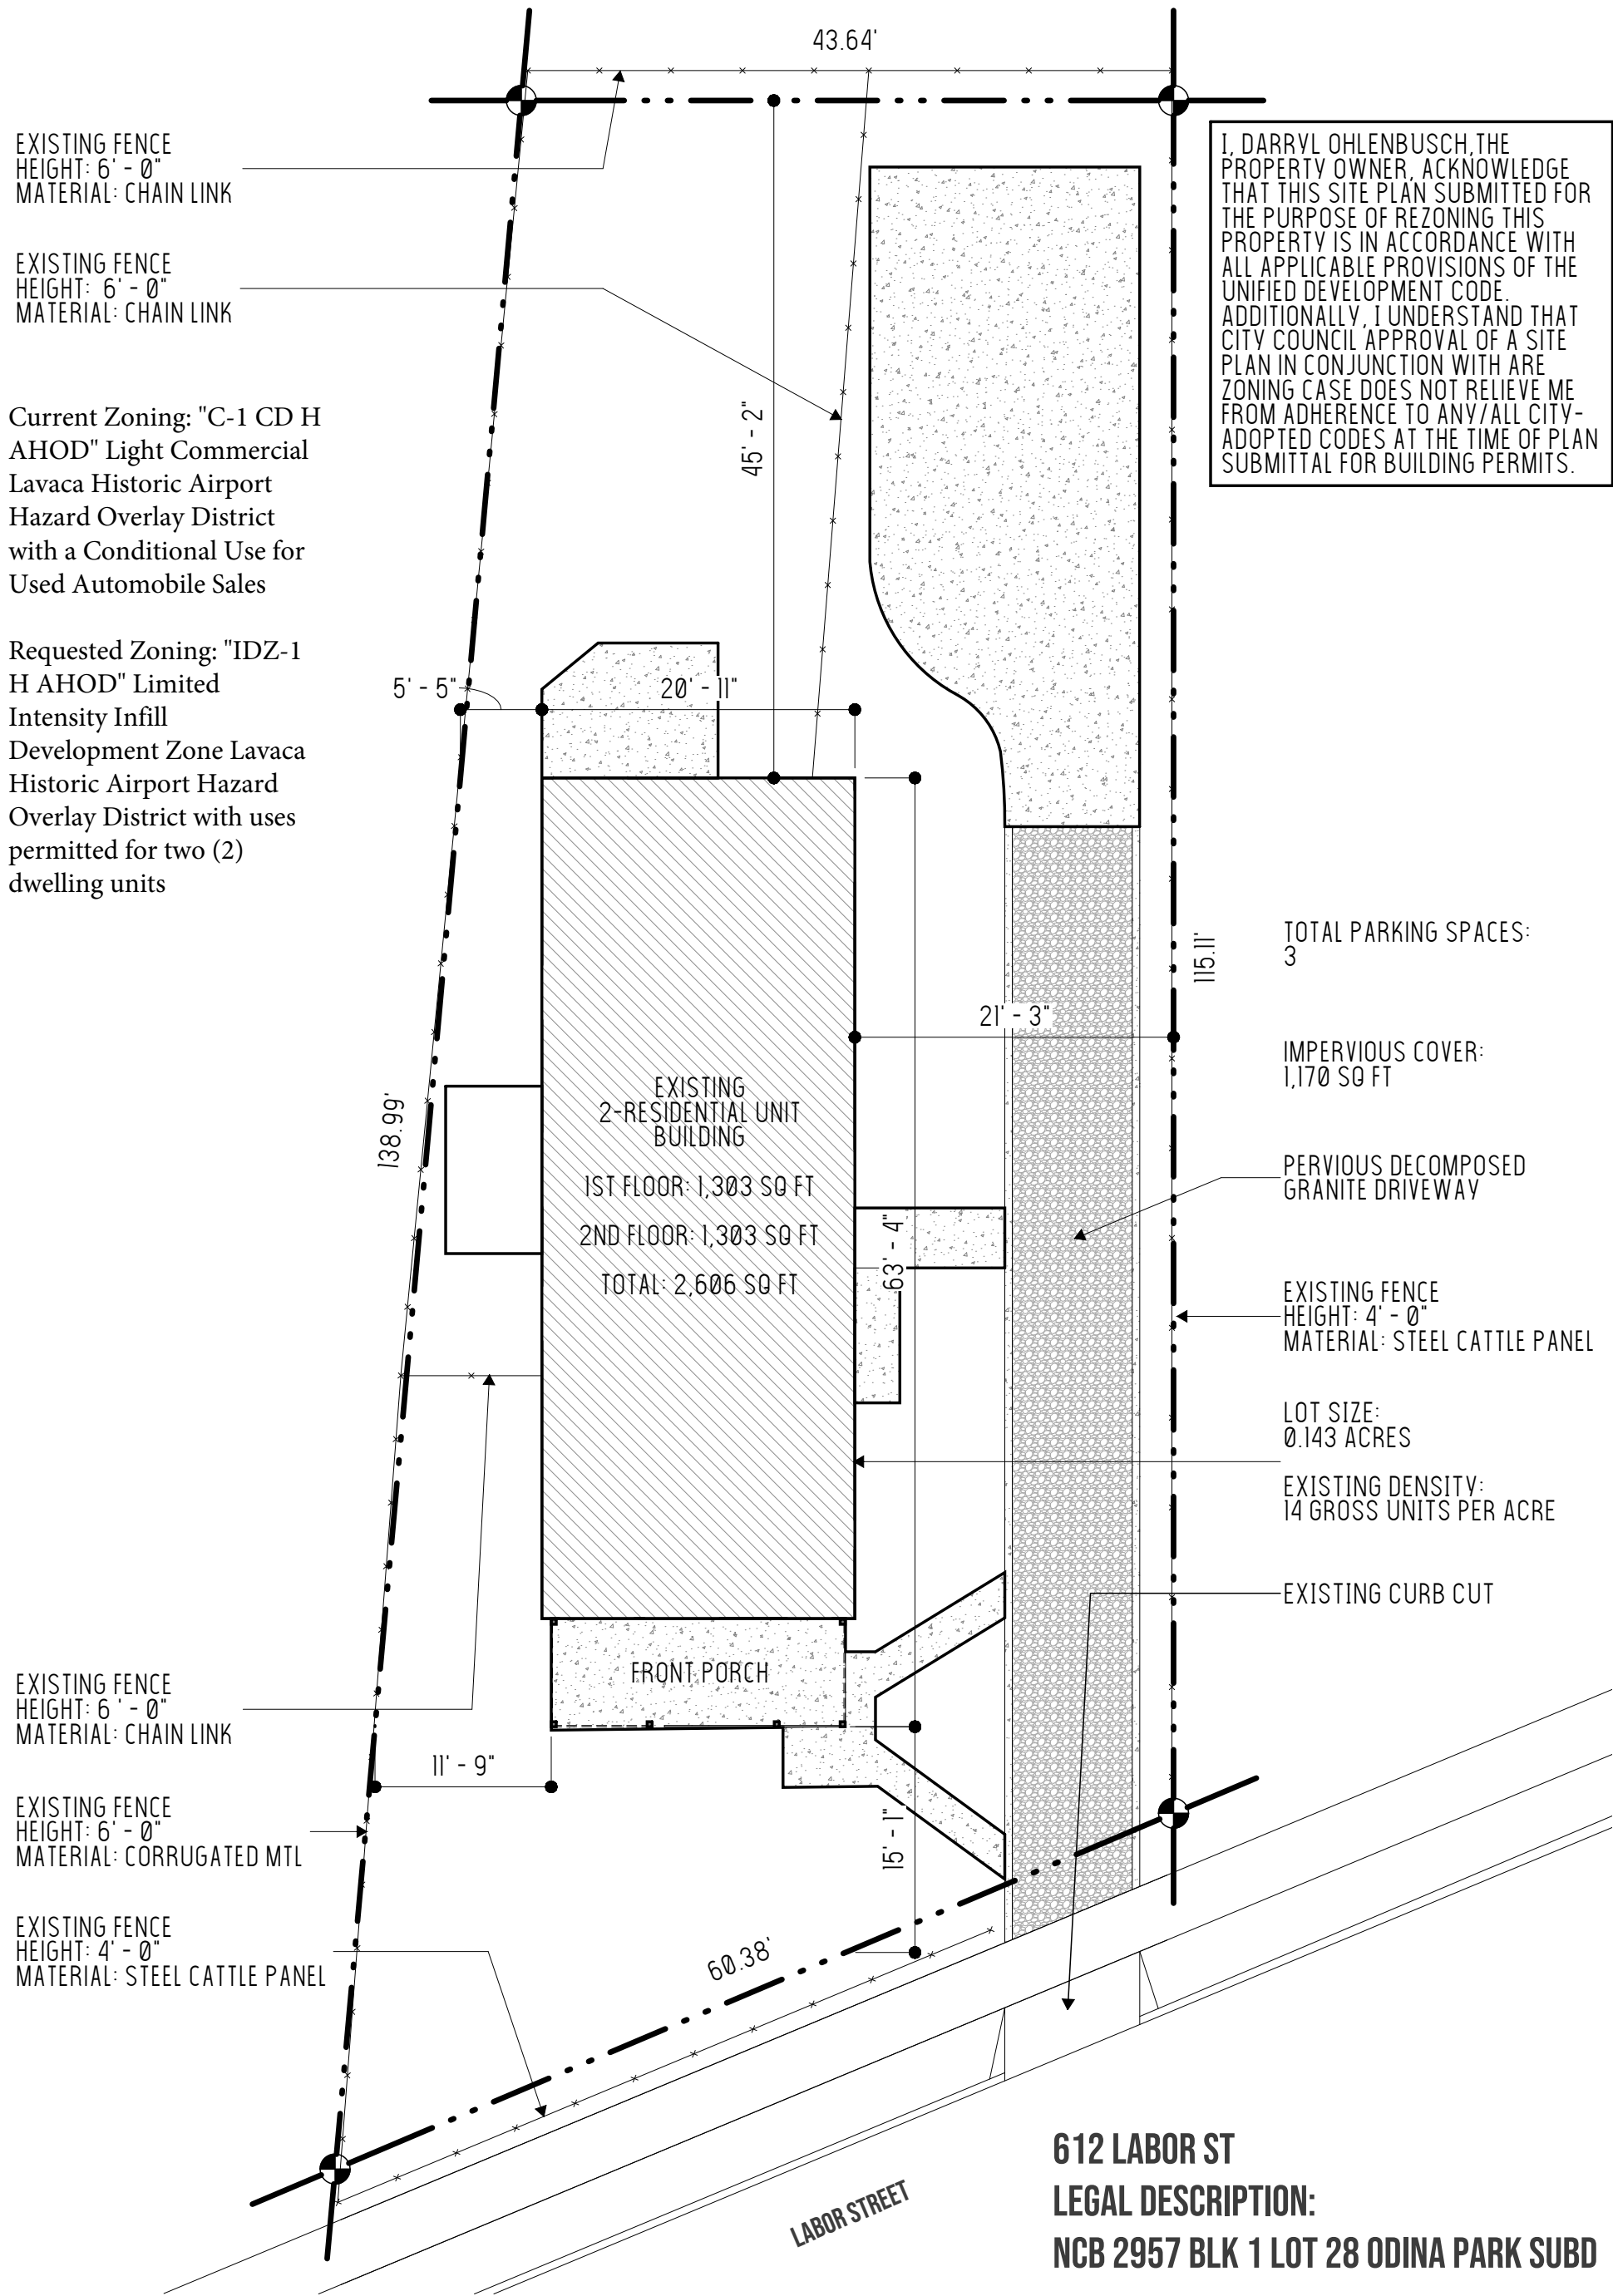 43.64'
EXISTING FENCE
HEIGHT: 6' - 0"
MATERIAL: CHAIN LINK
EXISTING FENCE
HEIGHT: 6' - 0"
MATERIAL: CHAIN LINK
I, DARRYL OHLENBUSCH,THE
PROPERTY OWNER, ACKNOWLEDGE
THAT THIS SITE PLAN SUBMITTED FOR
THE PURPOSE OF REZONING THIS
PROPERTY IS IN ACCORDANCE WITH
ALL APPLICABLE PROVISIONS OF THE
UNIFIED DEVELOPMENT CODE.
ADDITIONALLY, I UNDERSTAND THAT
CITY COUNCIL APPROVAL OF A SITE
PLAN IN CONJUNCTION WITH ARE
ZONING CASE DOES NOT RELIEVE ME
FROM ADHERENCE TO ANY/ALL CITY-
ADOPTED CODES AT THE TIME OF PLAN
SUBMITTAL FOR BUILDING PERMITS.
Current Zoning: "C-1 CD H
AHOD" Light Commercial
Lavaca Historic Airport
Hazard Overlay District
with a Conditional Use for
Used Automobile Sales
45' - 2"
Requested Zoning: "IDZ-1
H AHOD" Limited
Intensity Infill
Development Zone Lavaca
Historic Airport Hazard
Overlay District with uses
permitted for two (2)
dwelling units
5' - 5"
20' - 11"
TOTAL PARKING SPACES:
3
115.11'
21' - 3"
IMPERVIOUS COVER:
1,170 SQ FT
138.99'
EXISTING
2-RESIDENTIAL UNIT
BUILDING
1ST FLOOR: 1,303 SQ FT
2ND FLOOR: 1,303 SQ FT
TOTAL: 2,606 SQ FT
63' - 4"
PERVIOUS DECOMPOSED
GRANITE DRIVEWAY
EXISTING FENCE
HEIGHT: 4' - 0"
MATERIAL: STEEL CATTLE PANEL
LOT SIZE:
0.143 ACRES
EXISTING DENSITY:
14 GROSS UNITS PER ACRE
EXISTING CURB CUT
FRONT PORCH
EXISTING FENCE
HEIGHT: 6 ' - 0"
MATERIAL: CHAIN LINK
11' - 9"
EXISTING FENCE
HEIGHT: 6' - 0"
MATERIAL: CORRUGATED MTL
15' - 1"
EXISTING FENCE
HEIGHT: 4' - 0"
MATERIAL: STEEL CATTLE PANEL
60.38'
LABOR STREET
612 LABOR ST
LEGAL DESCRIPTION:
NCB 2957 BLK 1 LOT 28 ODINA PARK SUBD